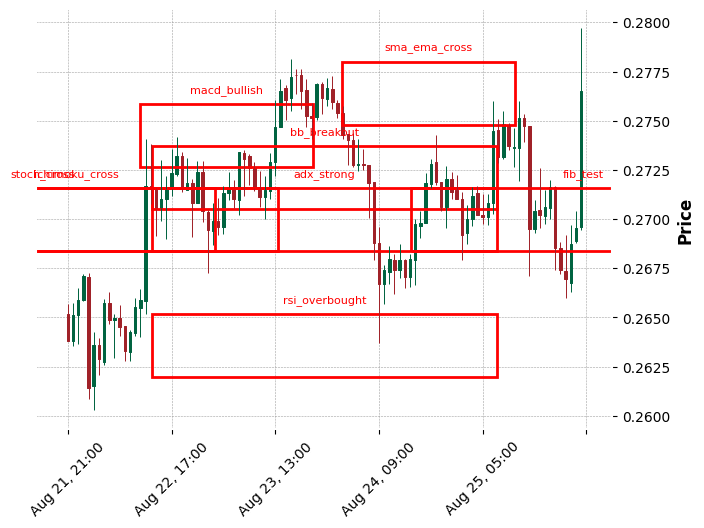 sma_ema_cross
macd_bullish
bb_breakout
adx_strong
fib_test
rsi_overbought
0.2800
0.2775
0.2750
0.2725
0.2700
0.2675
0.2650
0.2625
0.2600
Price
Aug 21, 21:00
Aug 22, 17:00
Aug 23, 13:00
Aug 24, 09:00
Aug 25, 05:00